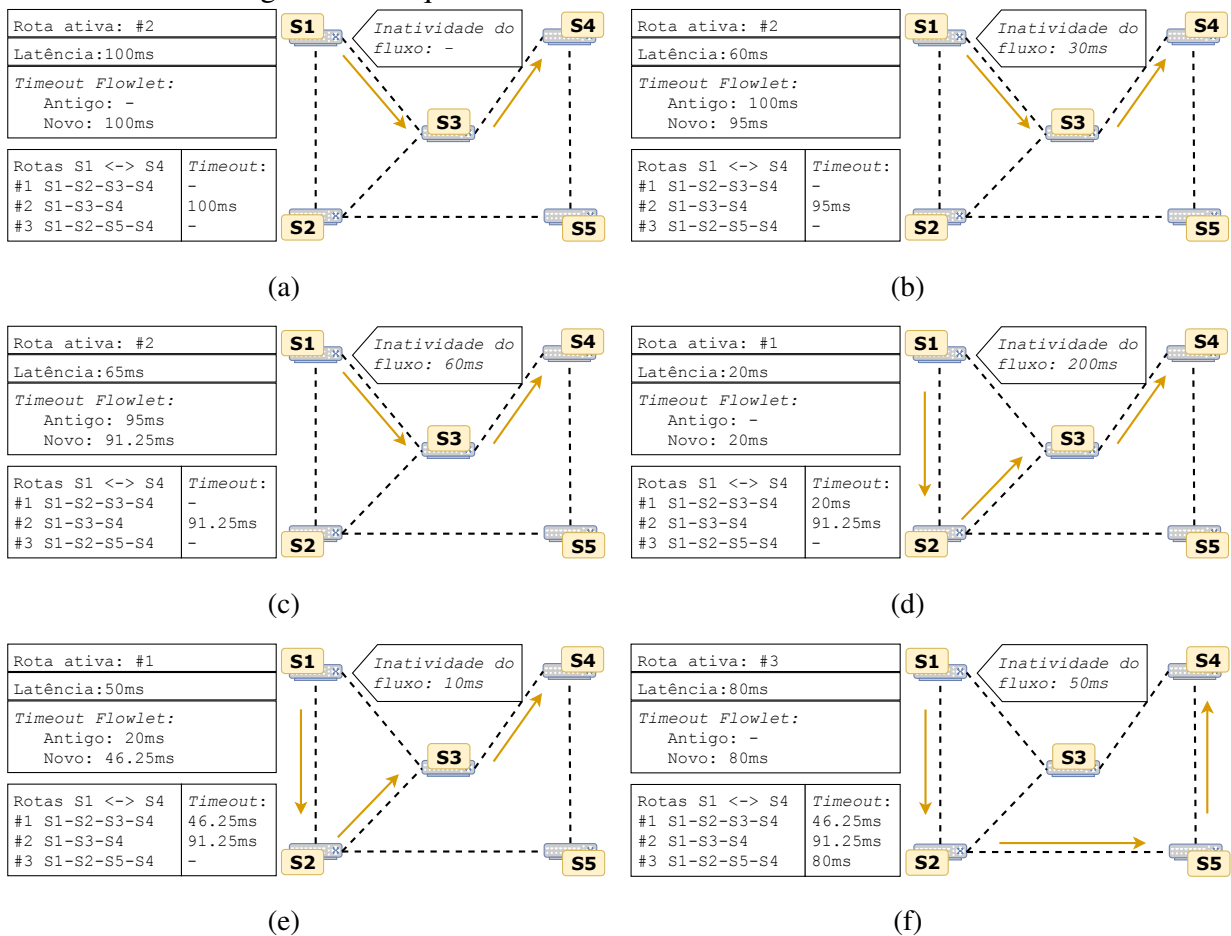 Rota ativa: #2
Latência:100ms
Timeout Flowlet:
Antigo: -
Novo: 100ms
Rotas S1 <-> S4
#1 S1-S2-S3-S4
#2 S1-S3-S4
#3 S1-S2-S5-S4
Timeout:
-
100ms
-
S1
Inatividade do
fluxo: -
S4
S3
S2
S5
(a)
Rota ativa: #2
Latência:60ms
Timeout Flowlet:
Antigo: 100ms
Novo: 95ms
Rotas S1 <-> S4
#1 S1-S2-S3-S4
#2 S1-S3-S4
#3 S1-S2-S5-S4
Timeout:
-
95ms
-
S1
Inatividade do
fluxo: 30ms
S4
S3
S2
S5
(b)
Rota ativa: #2
Latência:65ms
Timeout Flowlet:
Antigo: 95ms
Novo: 91.25ms
Rotas S1 <-> S4
#1 S1-S2-S3-S4
#2 S1-S3-S4
#3 S1-S2-S5-S4
Timeout:
-
91.25ms
-
S1
Inatividade do
fluxo: 60ms
S4
S3
S2
S5
(c)
Rota ativa: #1
Latência:20ms
Timeout Flowlet:
Antigo: -
Novo: 20ms
Rotas S1 <-> S4
#1 S1-S2-S3-S4
#2 S1-S3-S4
#3 S1-S2-S5-S4
Timeout:
20ms
91.25ms
-
S1
Inatividade do
fluxo: 200ms
S4
S3
S2
S5
(d)
Rota ativa: #1
Latência:50ms
Timeout Flowlet:
Antigo: 20ms
Novo: 46.25ms
Rotas S1 <-> S4
#1 S1-S2-S3-S4
#2 S1-S3-S4
#3 S1-S2-S5-S4
Timeout:
46.25ms
91.25ms
-
S1
Inatividade do
fluxo: 10ms
S4
S3
S2
S5
(e)
Rota ativa: #3
Latência:80ms
Timeout Flowlet:
Antigo: -
Novo: 80ms
Rotas S1 <-> S4
#1 S1-S2-S3-S4
#2 S1-S3-S4
#3 S1-S2-S5-S4
Timeout:
46.25ms
91.25ms
80ms
S1
Inatividade do
fluxo: 50ms
S4
S3
S2
S5
(f)